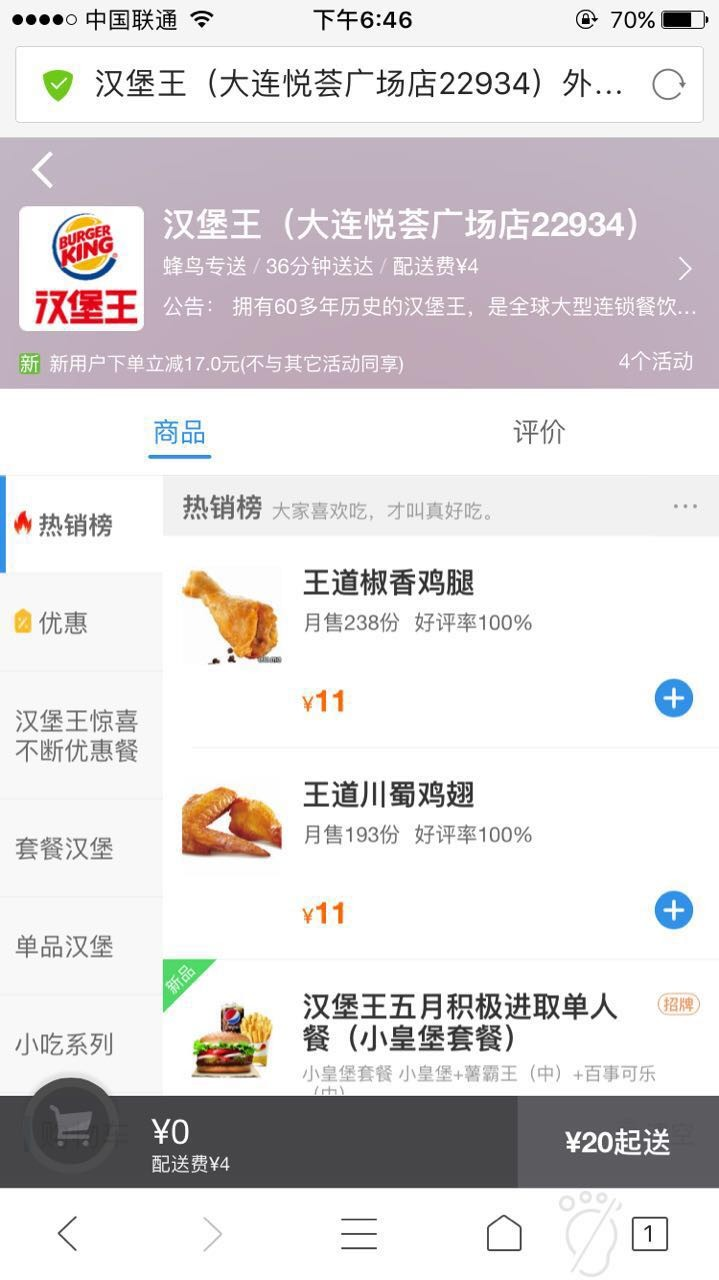 中国联通 下午6:46 70%
汉堡王（大连悦荟广场店22934）外...
汉堡王（大连悦荟广场店22934）
BURGER KING
汉堡王
蜂鸟专送 / 36分钟送达 / 配送费¥4
公告： 拥有60多年历史的汉堡王，是全球大型连锁餐饮...
新 新用户下单立减17.0元(不与其它活动同享) 4个活动
商品 评价
热销榜
优惠
汉堡王惊喜
不断优惠餐
套餐汉堡
单品汉堡
小吃系列
热销榜 大家喜欢吃，才叫真好吃。 ...
王道椒香鸡腿
月售238份 好评率100%
¥11
王道川蜀鸡翅
月售193份 好评率100%
¥11
新品
汉堡王五月积极进取单人 招牌
餐（小皇堡套餐）
小皇堡套餐 小皇堡+薯霸王（中）+百事可乐
（中）
¥0
配送费¥4
¥20起送
1